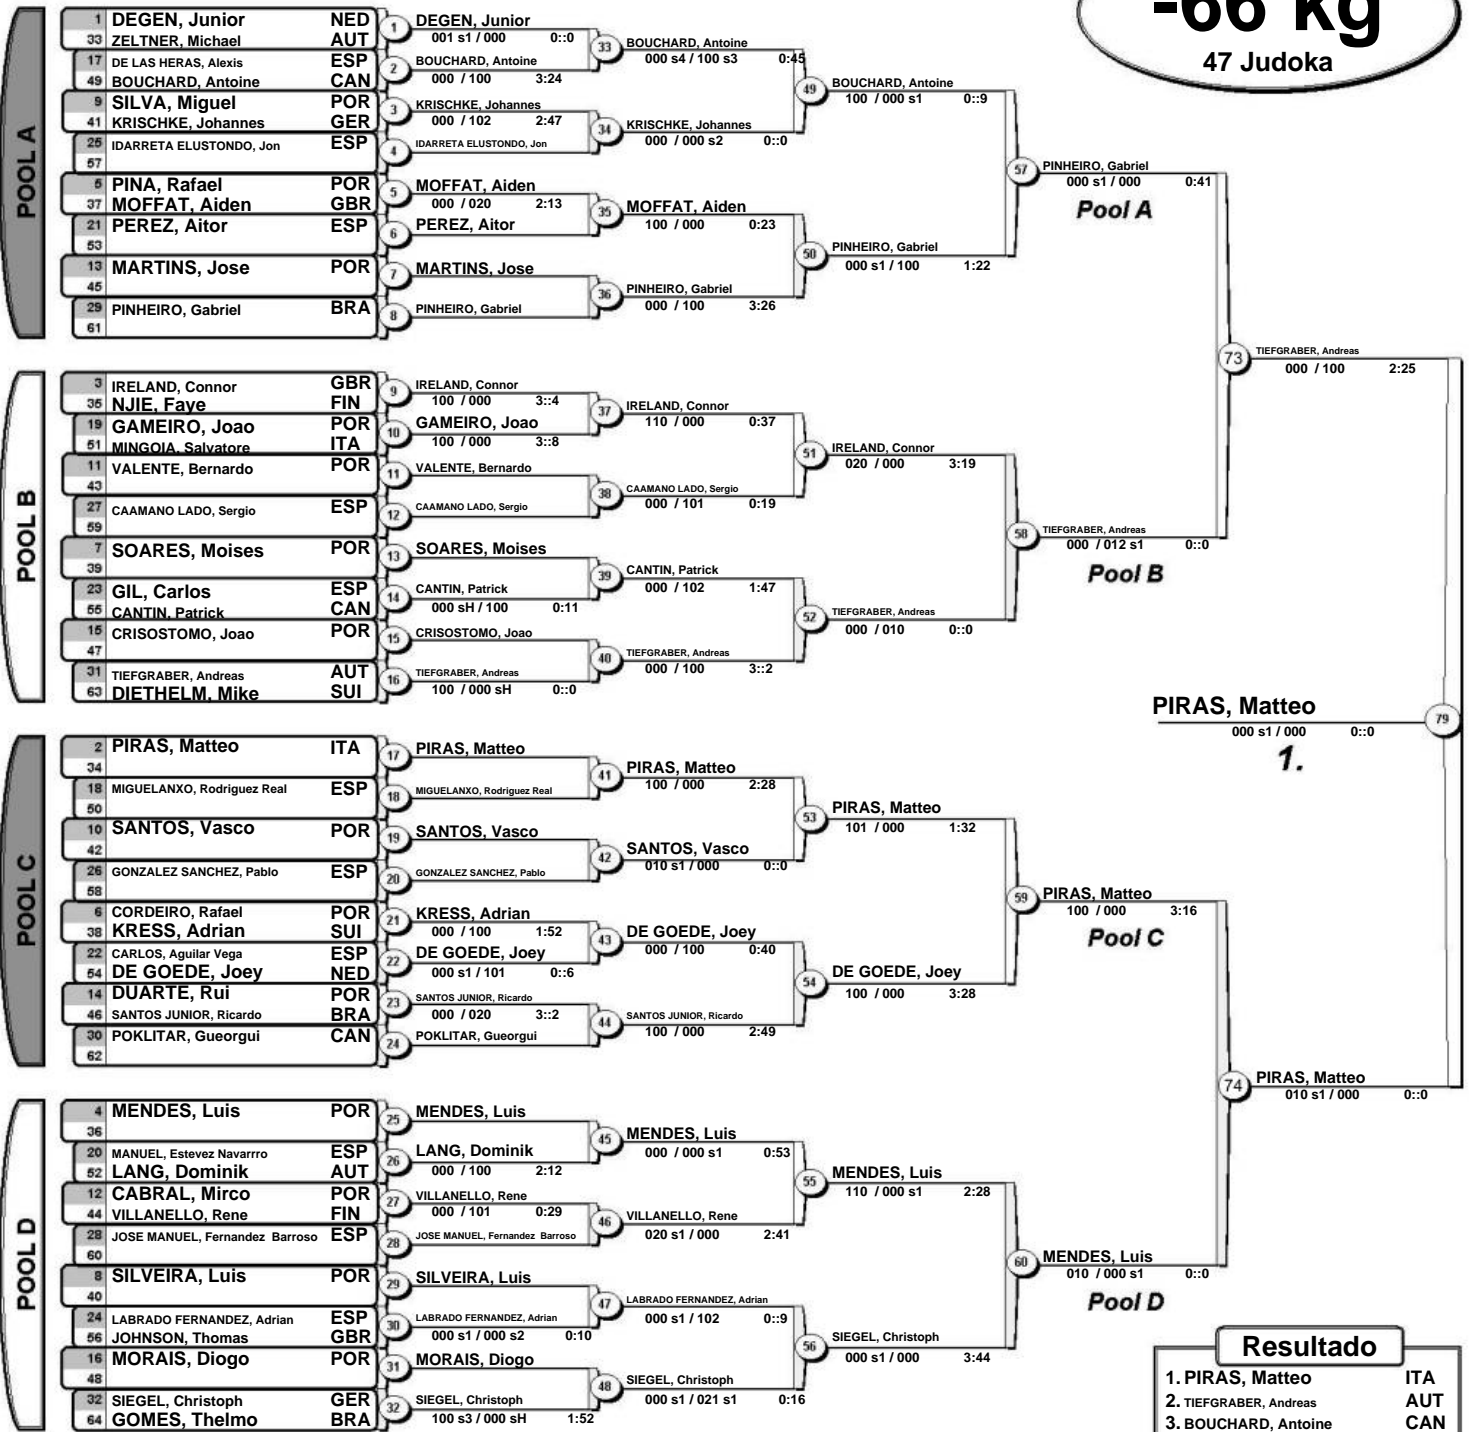 -66 kg
47 Judoka
POOL A
1 DEGEN, Junior NED
33 ZELTNER, Michael AUT
17 DE LAS HERAS, Alexis ESP
49 BOUCHARD, Antoine CAN
9 SILVA, Miguel POR
41 KRISCHKE, Johannes GER
25 IDARRETA ELUSTONDO, Jon ESP
57
5 PINA, Rafael POR
37 MOFFAT, Aiden GBR
21 PEREZ, Aitor ESP
53
13 MARTINS, Jose POR
45
29 PINHEIRO, Gabriel BRA
61
1 DEGEN, Junior
001 s1 / 000 0::0
2 BOUCHARD, Antoine
000 / 100 3:24
3 KRISCHKE, Johannes
000 / 102 2:47
4 IDARRETA ELUSTONDO, Jon
5 MOFFAT, Aiden
000 / 020 2:13
6 PEREZ, Aitor
7 MARTINS, Jose
8 PINHEIRO, Gabriel
33 BOUCHARD, Antoine
000 s4 / 100 s3 0:45
34 KRISCHKE, Johannes
000 / 000 s2 0::0
35 MOFFAT, Aiden
100 / 000 0:23
36 PINHEIRO, Gabriel
000 / 100 3:26
49 BOUCHARD, Antoine
100 / 000 s1 0::9
50 PINHEIRO, Gabriel
000 s1 / 100 1:22
57 PINHEIRO, Gabriel
000 s1 / 000 0:41
Pool A
POOL B
3 IRELAND, Connor GBR
35 NJIE, Faye FIN
19 GAMEIRO, Joao POR
51 MINGOIA, Salvatore ITA
11 VALENTE, Bernardo POR
43
27 CAAMANO LADO, Sergio ESP
59
7 SOARES, Moises POR
39
23 GIL, Carlos ESP
55 CANTIN, Patrick CAN
15 CRISOSTOMO, Joao POR
47
31 TIEFGRABER, Andreas AUT
63 DIETHELM, Mike SUI
9 IRELAND, Connor
100 / 000 3::4
10 GAMEIRO, Joao
100 / 000 3::8
11 VALENTE, Bernardo
12 CAAMANO LADO, Sergio
13 SOARES, Moises
14 CANTIN, Patrick
000 sH / 100 0:11
15 CRISOSTOMO, Joao
16 TIEFGRABER, Andreas
100 / 000 sH 0::0
37 IRELAND, Connor
110 / 000 0:37
38 CAAMANO LADO, Sergio
000 / 101 0:19
39 CANTIN, Patrick
000 / 102 1:47
40 TIEFGRABER, Andreas
000 / 100 3::2
51 IRELAND, Connor
020 / 000 3:19
52 TIEFGRABER, Andreas
000 / 010 0::0
58 TIEFGRABER, Andreas
000 / 012 s1 0::0
Pool B
73 TIEFGRABER, Andreas
000 / 100 2:25
PIRAS, Matteo 79
000 s1 / 000 0::0
1.
POOL C
2 PIRAS, Matteo ITA
34
18 MIGUELANXO, Rodriguez Real ESP
50
10 SANTOS, Vasco POR
42
26 GONZALEZ SANCHEZ, Pablo ESP
58
6 CORDEIRO, Rafael POR
38 KRESS, Adrian SUI
22 CARLOS, Aguilar Vega ESP
54 DE GOEDE, Joey NED
14 DUARTE, Rui POR
46 SANTOS JUNIOR, Ricardo BRA
30 POKLITAR, Gueorgui CAN
62
17 PIRAS, Matteo
18 MIGUELANXO, Rodriguez Real
19 SANTOS, Vasco
20 GONZALEZ SANCHEZ, Pablo
21 KRESS, Adrian
000 / 100 1:52
22 DE GOEDE, Joey
000 s1 / 101 0::6
23 SANTOS JUNIOR, Ricardo
000 / 020 3::2
24 POKLITAR, Gueorgui
41 PIRAS, Matteo
100 / 000 2:28
42 SANTOS, Vasco
010 s1 / 000 0::0
43 DE GOEDE, Joey
000 / 100 0:40
44 SANTOS JUNIOR, Ricardo
100 / 000 2:49
53 PIRAS, Matteo
101 / 000 1:32
54 DE GOEDE, Joey
100 / 000 3:28
59 PIRAS, Matteo
100 / 000 3:16
Pool C
74 PIRAS, Matteo
010 s1 / 000 0::0
POOL D
4 MENDES, Luis POR
36
20 MANUEL, Estevez Navarrro ESP
52 LANG, Dominik AUT
12 CABRAL, Mirco POR
44 VILLANELLO, Rene FIN
28 JOSE MANUEL, Fernandez Barroso ESP
60
8 SILVEIRA, Luis POR
40
24 LABRADO FERNANDEZ, Adrian ESP
56 JOHNSON, Thomas GBR
16 MORAIS, Diogo POR
48
32 SIEGEL, Christoph GER
64 GOMES, Thelmo BRA
25 MENDES, Luis
26 LANG, Dominik
000 / 100 2:12
27 VILLANELLO, Rene
000 / 101 0:29
28 JOSE MANUEL, Fernandez Barroso
29 SILVEIRA, Luis
30 LABRADO FERNANDEZ, Adrian
000 s1 / 000 s2 0:10
31 MORAIS, Diogo
32 SIEGEL, Christoph
100 s3 / 000 sH 1:52
45 MENDES, Luis
000 / 000 s1 0:53
46 VILLANELLO, Rene
020 s1 / 000 2:41
47 LABRADO FERNANDEZ, Adrian
000 s1 / 102 0::9
48 SIEGEL, Christoph
000 s1 / 021 s1 0:16
55 MENDES, Luis
110 / 000 s1 2:28
56 SIEGEL, Christoph
000 s1 / 000 3:44
60 MENDES, Luis
010 / 000 s1 0::0
Pool D
Resultado
1. PIRAS, Matteo ITA
2. TIEFGRABER, Andreas AUT
3. BOUCHARD, Antoine CAN